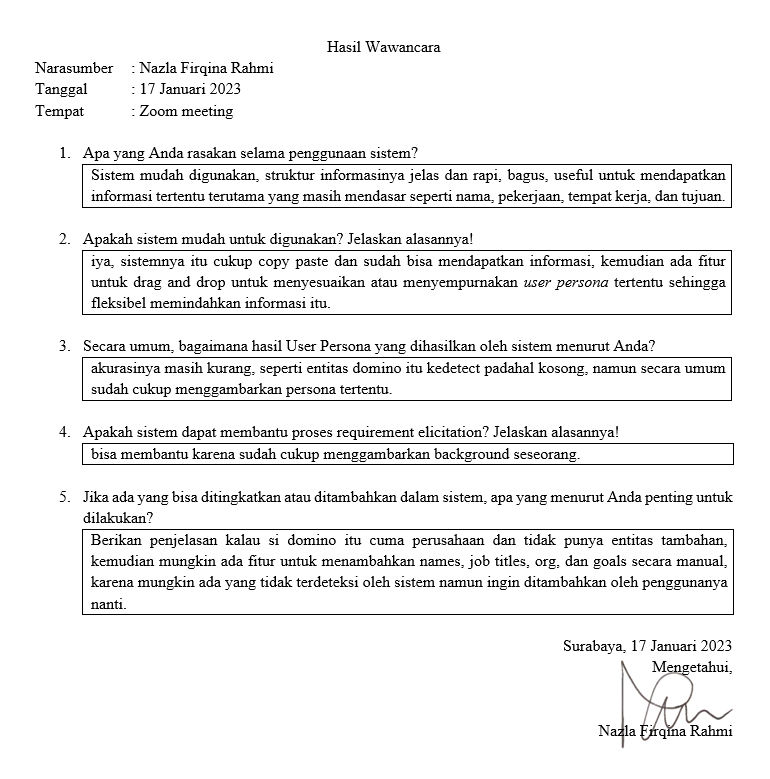 Hasil Wawancara
Narasumber : Nazla Firqina Rahmi
Tanggal : 17 Januari 2023
Tempat : Zoom meeting
1. Apa yang Anda rasakan selama penggunaan sistem?
Sistem mudah digunakan, struktur informasinya jelas dan rapi, bagus, useful untuk mendapatkan
informasi tertentu terutama yang masih mendasar seperti nama, pekerjaan, tempat kerja, dan tujuan.
2. Apakah sistem mudah untuk digunakan? Jelaskan alasannya!
iya, sistemnya itu cukup copy paste dan sudah bisa mendapatkan informasi, kemudian ada fitur
untuk drag and drop untuk menyesuaikan atau menyempurnakan user persona tertentu sehingga
fleksibel memindahkan informasi itu.
3. Secara umum, bagaimana hasil User Persona yang dihasilkan oleh sistem menurut Anda?
akurasinya masih kurang, seperti entitas domino itu kedetect padahal kosong, namun secara umum
sudah cukup menggambarkan persona tertentu.
4. Apakah sistem dapat membantu proses requirement elicitation? Jelaskan alasannya!
bisa membantu karena sudah cukup menggambarkan background seseorang.
5. Jika ada yang bisa ditingkatkan atau ditambahkan dalam sistem, apa yang menurut Anda penting untuk
dilakukan?
Berikan penjelasan kalau si domino itu cuma perusahaan dan tidak punya entitas tambahan,
kemudian mungkin ada fitur untuk menambahkan names, job titles, org, dan goals secara manual,
karena mungkin ada yang tidak terdeteksi oleh sistem namun ingin ditambahkan oleh penggunanya
nanti.
Surabaya, 17 Januari 2023
Mengetahui,
Nazla Firqina Rahmi